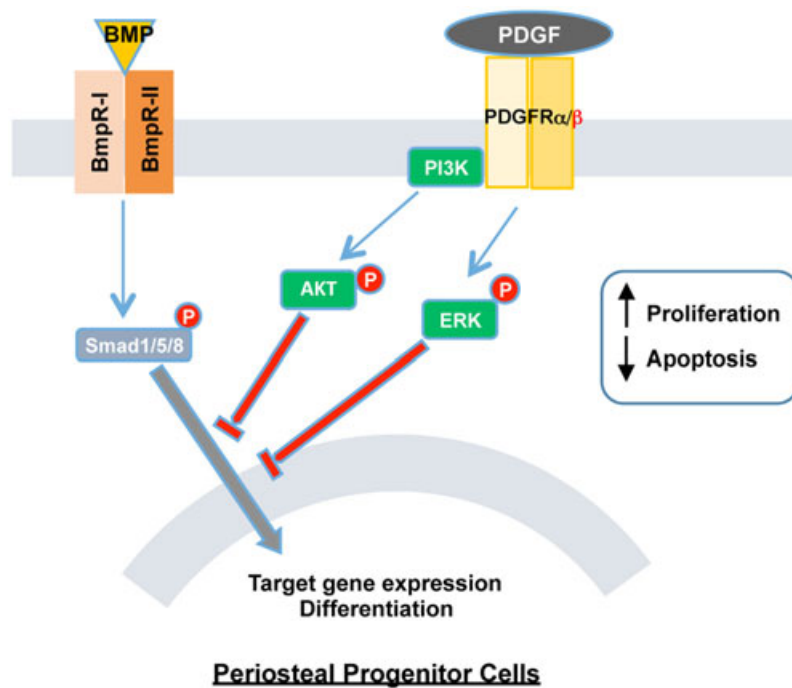 BMP
PDGF
BmpR-I
BmpR-II
PDGFRα/β
PI3K
AKT
P
P
ERK
P
Smad1/5/8
Proliferation
Apoptosis
Target gene expression
Differentiation
Periosteal Progenitor Cells